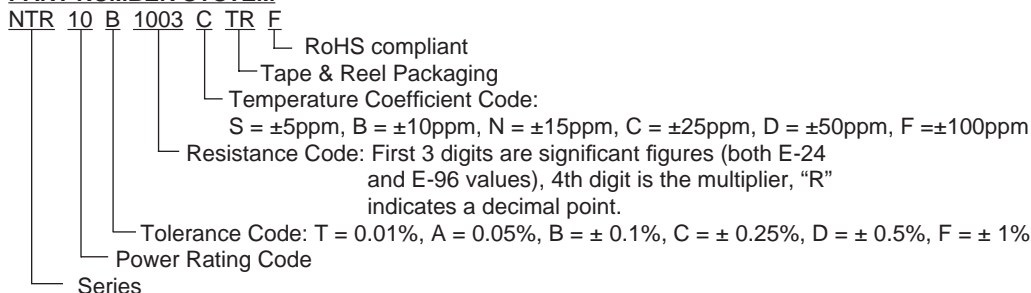 PART NUMBER SYSTEM
NTR 10 B 1003 C TR F
RoHS compliant
Tape & Reel Packaging
Temperature Coefficient Code:
S = ±5ppm, B = ±10ppm, N = ±15ppm, C = ±25ppm, D = ±50ppm, F =±100ppm
Resistance Code: First 3 digits are significant figures (both E-24
and E-96 values), 4th digit is the multiplier, “R”
indicates a decimal point.
Tolerance Code: T = 0.01%, A = 0.05%, B = ± 0.1%, C = ± 0.25%, D = ± 0.5%, F = ± 1%
Power Rating Code
Series